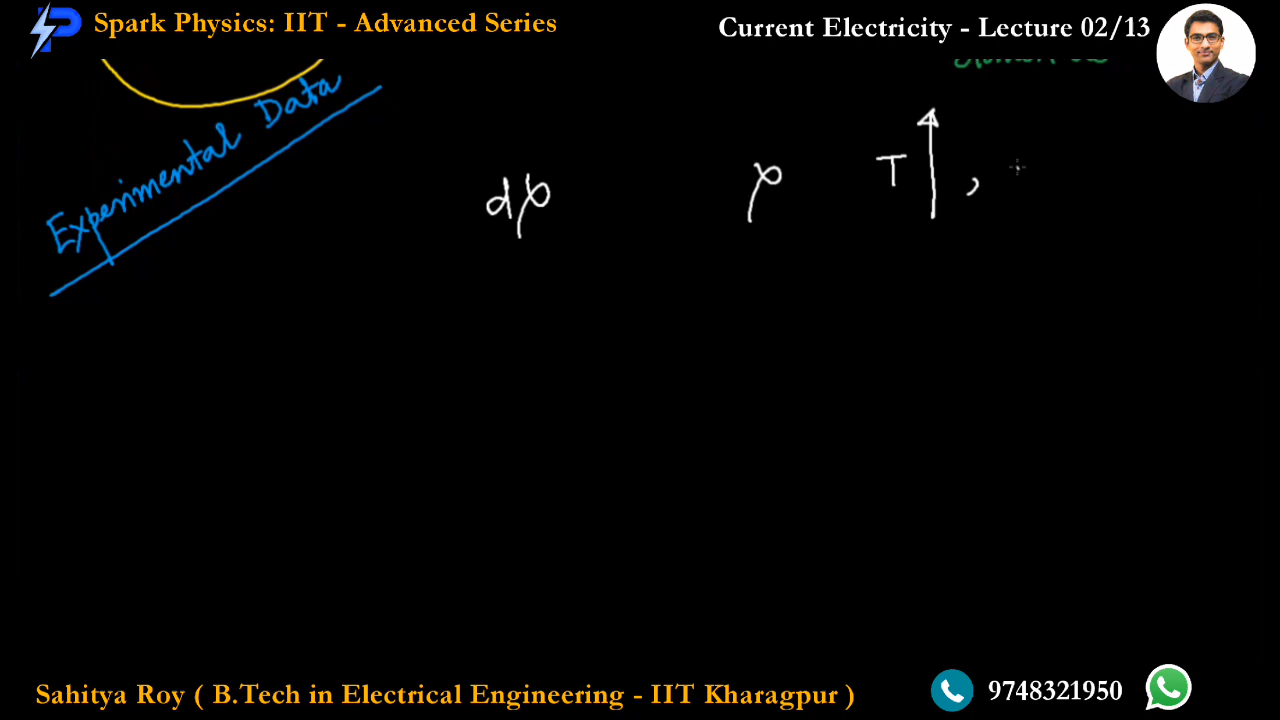 Spark Physics: IIT - Advanced Series
Current Electricity - Lecture 02/13
Experimental Data
dρ ρ T ↑ ,
Sahitya Roy ( B.Tech in Electrical Engineering - IIT Kharagpur )
9748321950